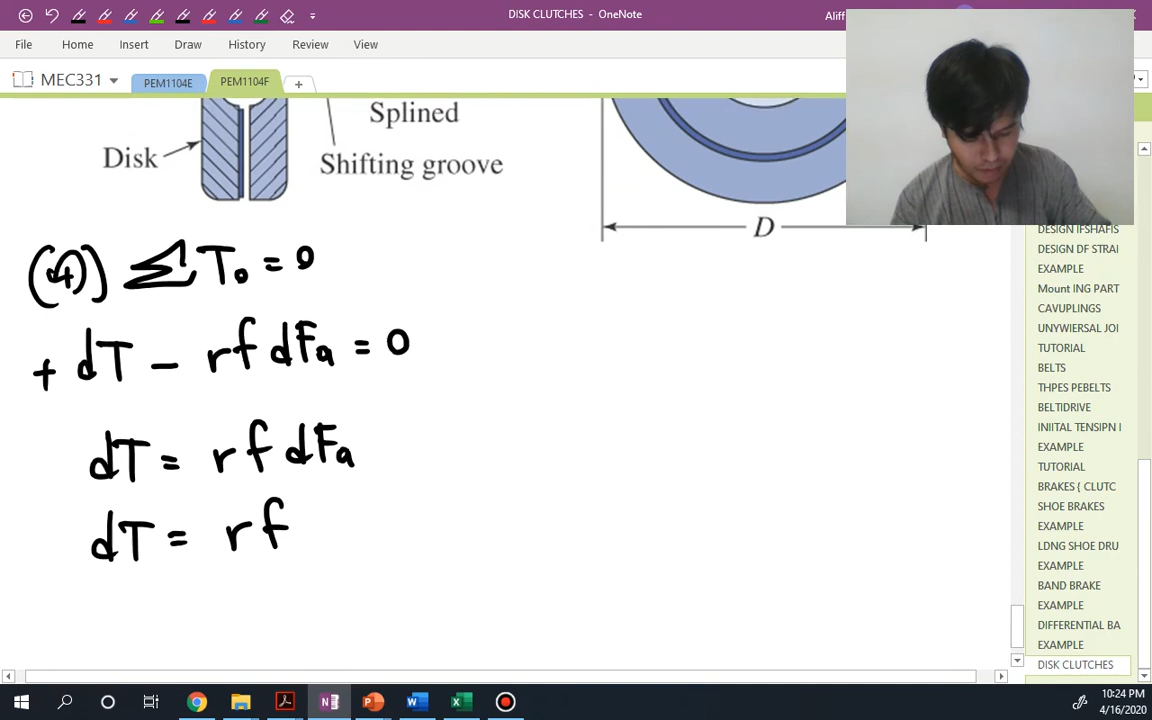 DISK CLUTCHES - OneNote
Aliff
File Home Insert Draw History Review View
MEC331
PEM1104E
PEM1104F
Splined
Disk
Shifting groove
D
(4) ΣT₀ = 0
+ dT - rf dFa = 0
dT = rf dFa
dT = rf
DESIGN IFSHAFIS
DESIGN DF STRAI
EXAMPLE
Mount ING PART
CAVUPLINGS
UNYWIERSAL JOI
TUTORIAL
BELTS
THPES PEBELTS
BELTIDRIVE
INIITAL TENSIPN I
EXAMPLE
TUTORIAL
BRAKES { CLUTC
SHOE BRAKES
EXAMPLE
LDNG SHOE DRU
EXAMPLE
BAND BRAKE
EXAMPLE
DIFFERENTIAL BA
EXAMPLE
DISK CLUTCHES
10:24 PM
4/16/2020